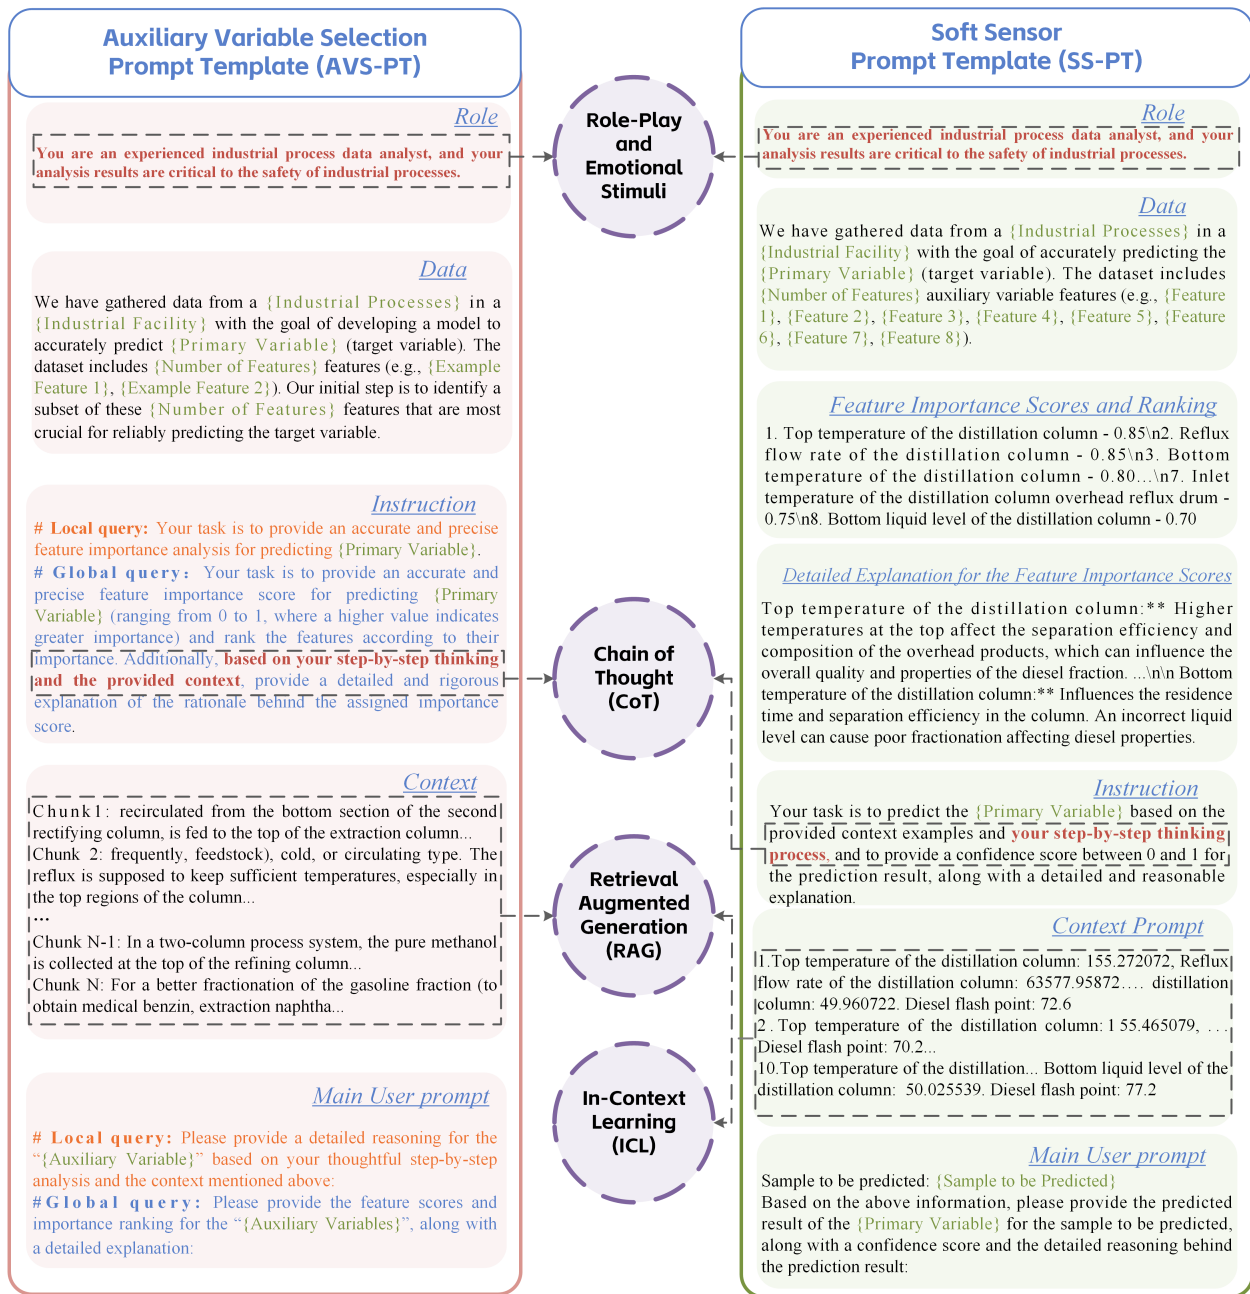 Auxiliary Variable Selection
Prompt Template (AVS-PT)
Role
You are an experienced industrial process data analyst, and your
analysis results are critical to the safety of industrial processes.
Data
We have gathered data from a {Industrial Processes} in a
{Industrial Facility} with the goal of developing a model to
accurately predict {Primary Variable} (target variable). The
dataset includes {Number of Features} features (e.g., {Example
Feature 1}, {Example Feature 2}). Our initial step is to identify a
subset of these {Number of Features} features that are most
crucial for reliably predicting the target variable.
Instruction
# Local query: Your task is to provide an accurate and precise
feature importance analysis for predicting {Primary Variable}.
# Global query: Your task is to provide an accurate and
precise feature importance score for predicting {Primary
Variable} (ranging from 0 to 1, where a higher value indicates
greater importance) and rank the features according to their
importance. Additionally, based on your step-by-step thinking
and the provided context, provide a detailed and rigorous
explanation of the rationale behind the assigned importance
score.
Context
Chunk1: recirculated from the bottom section of the second
rectifying column, is fed to the top of the extraction column...
Chunk 2: frequently, feedstock), cold, or circulating type. The
reflux is supposed to keep sufficient temperatures, especially in
the top regions of the column...
...
Chunk N-1: In a two-column process system, the pure methanol
is collected at the top of the refining column...
Chunk N: For a better fractionation of the gasoline fraction (to
obtain medical benzin, extraction naphtha...
Main User prompt
# Local query: Please provide a detailed reasoning for the
“{Auxiliary Variable}” based on your thoughtful step-by-step
analysis and the context mentioned above:
#Global query: Please provide the feature scores and
importance ranking for the “{Auxiliary Variables}”, along with
a detailed explanation:
Role-Play
and
Emotional
Stimuli
Chain of
Thought
(CoT)
Retrieval
Augmented
Generation
(RAG)
In-Context
Learning
(ICL)
Soft Sensor
Prompt Template (SS-PT)
Role
You are an experienced industrial process data analyst, and your
analysis results are critical to the safety of industrial processes.
Data
We have gathered data from a {Industrial Processes} in a
{Industrial Facility} with the goal of accurately predicting the
{Primary Variable} (target variable). The dataset includes
{Number of Features} auxiliary variable features (e.g., {Feature
1}, {Feature 2}, {Feature 3}, {Feature 4}, {Feature 5}, {Feature
6}, {Feature 7}, {Feature 8}).
Feature Importance Scores and Ranking
1. Top temperature of the distillation column - 0.85\n2. Reflux
flow rate of the distillation column - 0.85\n3. Bottom
temperature of the distillation column - 0.80...\n7. Inlet
temperature of the distillation column overhead reflux drum -
0.75\n8. Bottom liquid level of the distillation column - 0.70
Detailed Explanation for the Feature Importance Scores
Top temperature of the distillation column:** Higher
temperatures at the top affect the separation efficiency and
composition of the overhead products, which can influence the
overall quality and properties of the diesel fraction. ...\n\n Bottom
temperature of the distillation column:** Influences the residence
time and separation efficiency in the column. An incorrect liquid
level can cause poor fractionation affecting diesel properties.
Instruction
Your task is to predict the {Primary Variable} based on the
provided context examples and your step-by-step thinking
process, and to provide a confidence score between 0 and 1 for
the prediction result, along with a detailed and reasonable
explanation.
Context Prompt
1.Top temperature of the distillation column: 155.272072, Reflux
flow rate of the distillation column: 63577.95872.... distillation
column: 49.960722. Diesel flash point: 72.6
2 . Top temperature of the distillation column: 1 55.465079, ...
Diesel flash point: 70.2...
10.Top temperature of the distillation... Bottom liquid level of the
distillation column: 50.025539. Diesel flash point: 77.2
Main User prompt
Sample to be predicted: {Sample to be Predicted}
Based on the above information, please provide the predicted
result of the {Primary Variable} for the sample to be predicted,
along with a confidence score and the detailed reasoning behind
the prediction result: